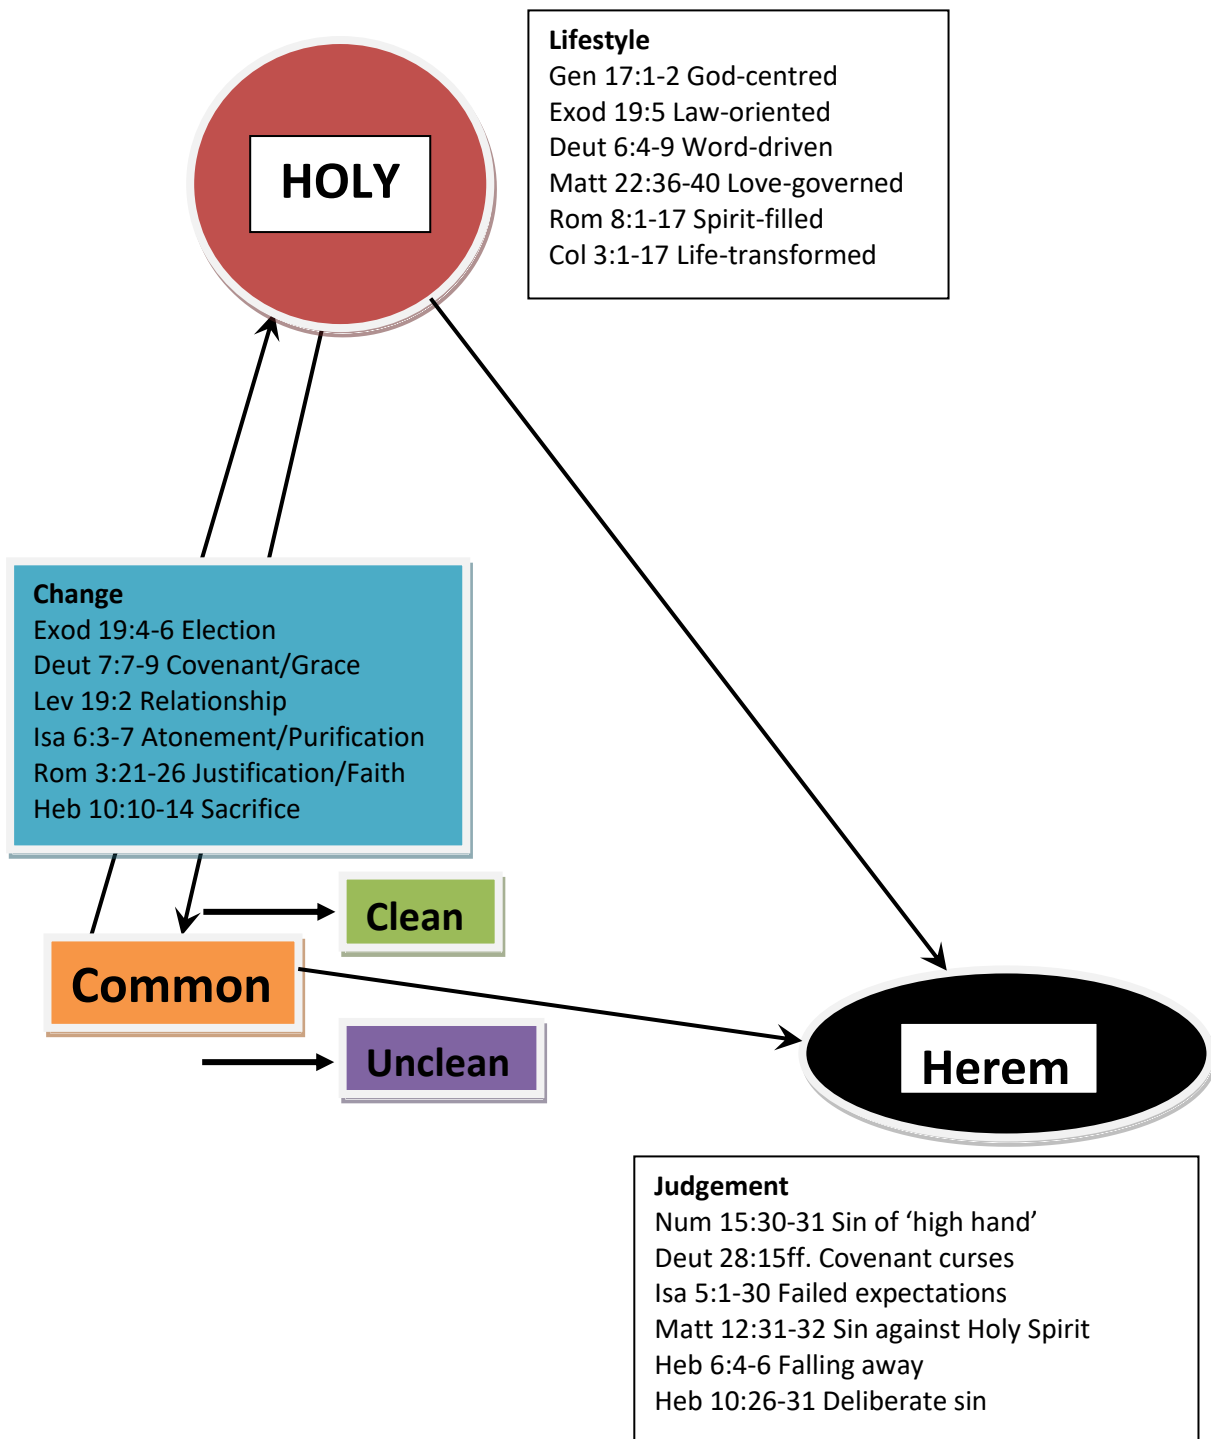 HOLY
Lifestyle
Gen 17:1-2 God-centred
Exod 19:5 Law-oriented
Deut 6:4-9 Word-driven
Matt 22:36-40 Love-governed
Rom 8:1-17 Spirit-filled
Col 3:1-17 Life-transformed
Change
Exod 19:4-6 Election
Deut 7:7-9 Covenant/Grace
Lev 19:2 Relationship
Isa 6:3-7 Atonement/Purification
Rom 3:21-26 Justification/Faith
Heb 10:10-14 Sacrifice
Clean
Common
Unclean
Herem
Judgement
Num 15:30-31 Sin of ‘high hand’
Deut 28:15ff. Covenant curses
Isa 5:1-30 Failed expectations
Matt 12:31-32 Sin against Holy Spirit
Heb 6:4-6 Falling away
Heb 10:26-31 Deliberate sin